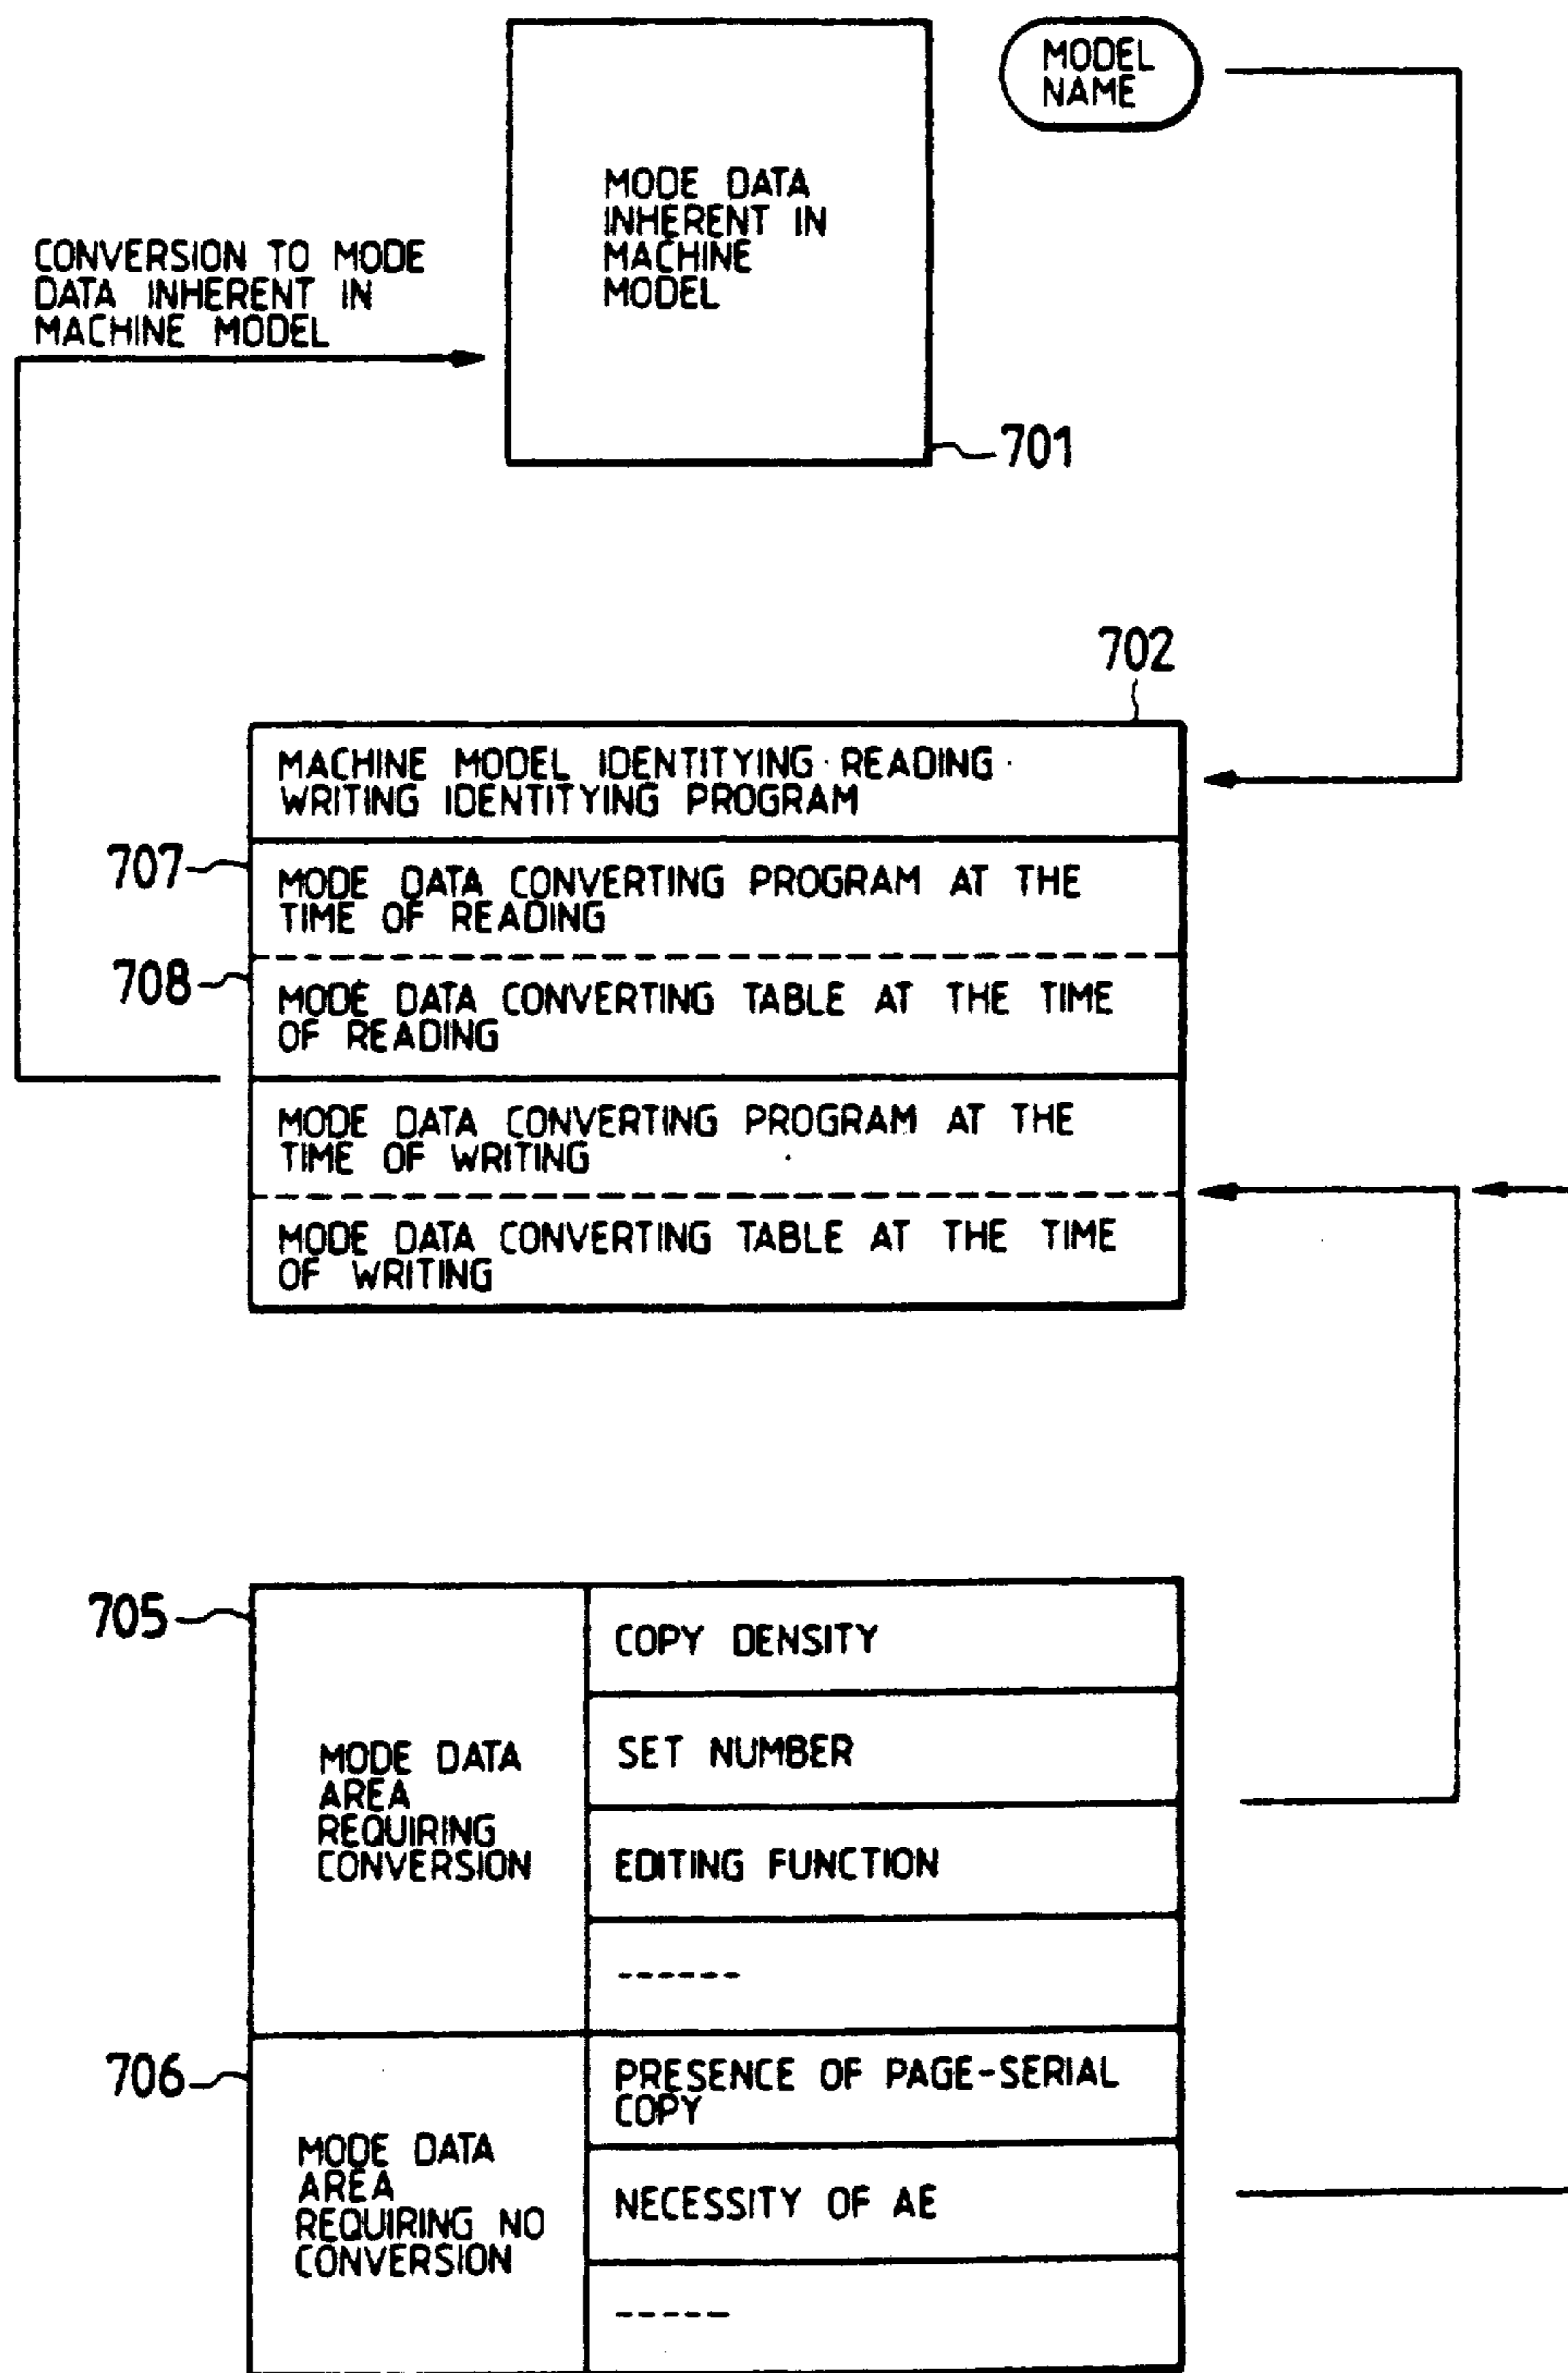 MODEL
NAME
MODE DATA
INHERENT IN
MACHINE
MODEL
CONVERSION TO MODE
DATA INHERENT IN
MACHINE MODEL
701
702
MACHINE MODEL IDENTITYING·READING·
WRITING IDENTITYING PROGRAM
707
MODE DATA CONVERTING PROGRAM AT THE
TIME OF READING
708
MODE DATA CONVERTING TABLE AT THE TIME
OF READING
MODE DATA CONVERTING PROGRAM AT THE
TIME OF WRITING
MODE DATA CONVERTING TABLE AT THE TIME
OF WRITING
705
MODE DATA
AREA
REQUIRING
CONVERSION
COPY DENSITY
SET NUMBER
EDITING FUNCTION
------
706
MODE DATA
AREA
REQUIRING NO
CONVERSION
PRESENCE OF PAGE-SERIAL
COPY
NECESSITY OF AE
------